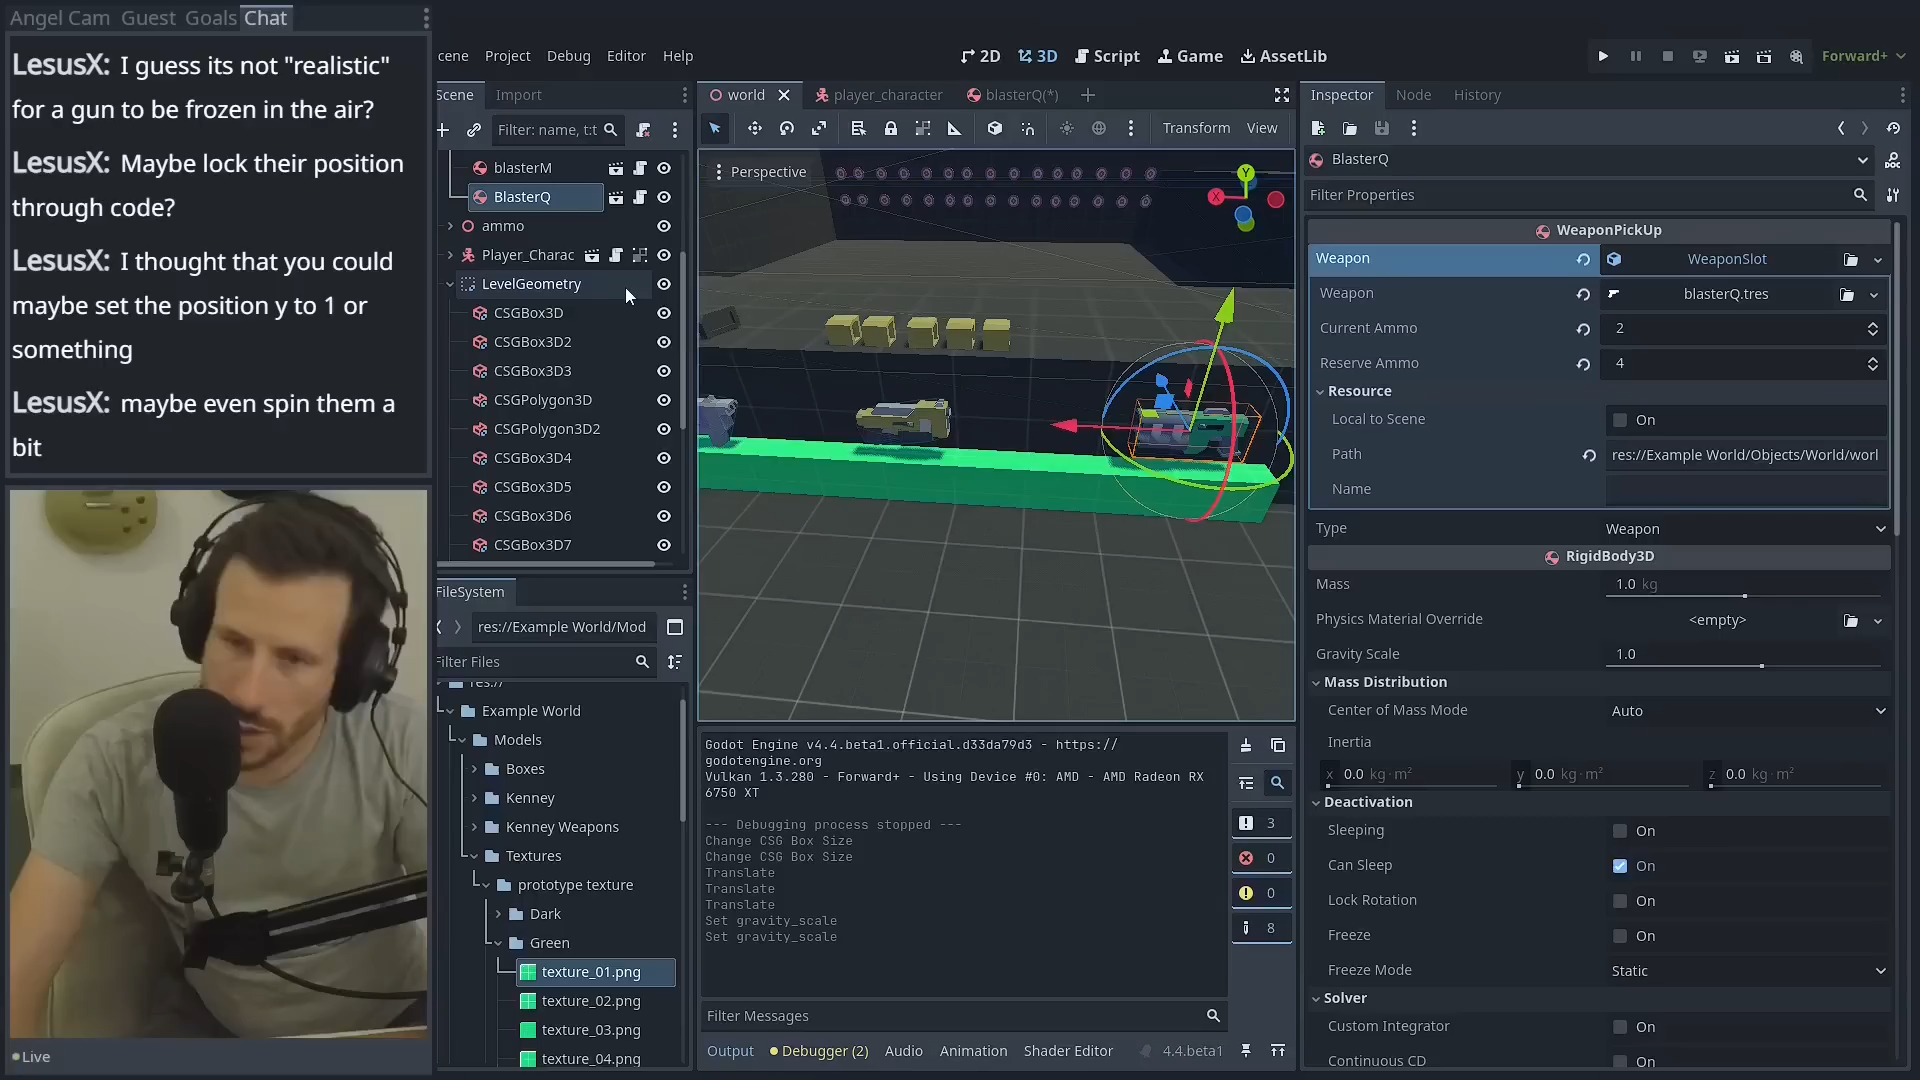 Angel Cam Guest Goals Chat
LesusX: I guess its not "realistic"
for a gun to be frozen in the air?
LesusX: Maybe lock their position
through code?
LesusX: I thought that you could
maybe set the position y to 1 or
something
LesusX: maybe even spin them a
bit
Live
cene Project Debug Editor Help
2D 3D Script Game AssetLib
Forward+
Scene Import
Filter: name, t:t
blasterM
BlasterQ
ammo
Player_Charac
LevelGeometry
CSGBox3D
CSGBox3D2
CSGBox3D3
CSGPolygon3D
CSGPolygon3D2
CSGBox3D4
CSGBox3D5
CSGBox3D6
CSGBox3D7
FileSystem
res://Example World/Mod
Filter Files
res://
Example World
Models
Boxes
Kenney
Kenney Weapons
Textures
prototype texture
Dark
Green
texture_01.png
texture_02.png
texture_03.png
texture_04.png
world player_character blasterQ(*)
Transform View
Perspective
Y
X
Godot Engine v4.4.beta1.official.d33da79d3 - https://
godotengine.org
Vulkan 1.3.280 - Forward+ - Using Device #0: AMD - AMD Radeon RX
6750 XT
--- Debugging process stopped ---
Change CSG Box Size
Change CSG Box Size
Translate
Translate
Translate
Set gravity_scale
Set gravity_scale
3
0
0
8
Filter Messages
Output Debugger (2) Audio Animation Shader Editor 4.4.beta1
Inspector Node History
BlasterQ
Filter Properties
WeaponPickUp
Weapon WeaponSlot
Weapon blasterQ.tres
Current Ammo 2
Reserve Ammo 4
Resource
Local to Scene On
Path res://Example World/Objects/World/worl
Name
Type Weapon
RigidBody3D
Mass 1.0 kg
Physics Material Override <empty>
Gravity Scale 1.0
Mass Distribution
Center of Mass Mode Auto
Inertia
x 0.0 kg·m² y 0.0 kg·m² z 0.0 kg·m²
Deactivation
Sleeping On
Can Sleep On
Lock Rotation On
Freeze On
Freeze Mode Static
Solver
Custom Integrator On
Continuous CD On